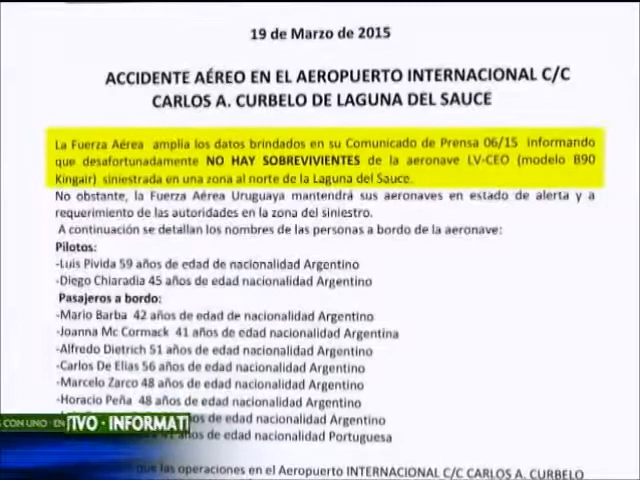 19 de Marzo de 2015
ACCIDENTE AÉREO EN EL AEROPUERTO INTERNACIONAL C/C
CARLOS A. CURBELO DE LAGUNA DEL SAUCE
La Fuerza Aérea amplía los datos brindados en su Comunicado de Prensa 06/15 informando
que desafortunadamente NO HAY SOBREVIVIENTES de la aeronave LV-CEO (modelo B90
Kingair) siniestrada en una zona al norte de la Laguna del Sauce.
No obstante, la Fuerza Aérea Uruguaya mantendrá sus aeronaves en estado de alerta y a
requerimiento de las autoridades en la zona del siniestro.
A continuación se detallan los nombres de las personas a bordo de la aeronave:
Pilotos:
-Luis Pivida 59 años de edad de nacionalidad Argentino
-Diego Chiaradia 45 años de edad nacionalidad Argentino
Pasajeros a bordo:
-Mario Barba 42 años de edad de nacionalidad Argentino
-Joanna Mc Cormack 41 años de edad nacionalidad Argentina
-Alfredo Dietrich 51 años de edad nacionalidad Argentino
-Carlos De Elias 56 años de edad nacionalidad Argentino
-Marcelo Zarco 48 años de edad nacionalidad Argentino
-Horacio Peña 48 años de edad nacionalidad Argentino
de edad nacionalidad Argentino
años de edad nacionalidad Portuguesa
CON UNO · EN TIVO · INFORMATI
que las operaciones en el Aeropuerto INTERNACIONAL C/C CARLOS A. CURBELO